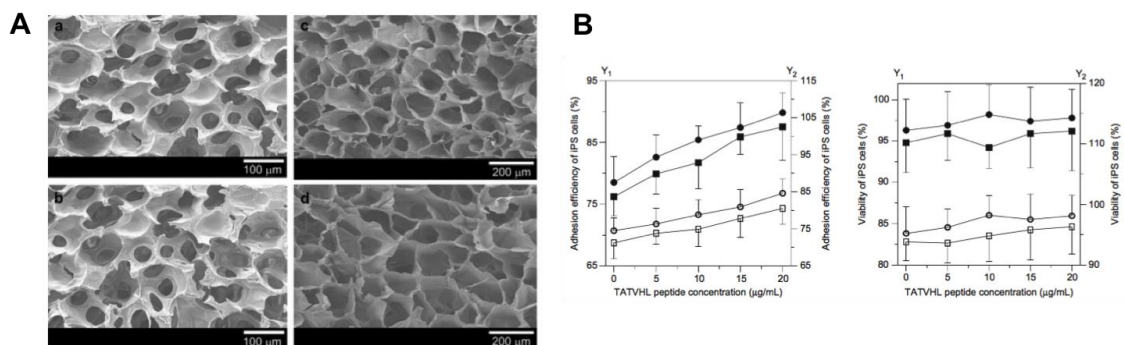 A
a
100 µm
c
200 µm
b
100 µm
d
200 µm
B
Y1
Y2
95
85
75
65
115
105
95
85
75
65
Adhesion efficiency of iPS cells (%)
Adhesion efficiency of iPS cells (%)
0 5 10 15 20
TATVHL peptide concentration (µg/mL)
Y1
Y2
100
95
90
85
80
120
110
100
90
Viability of iPS cells (%)
Viability of iPS cells (%)
0 5 10 15 20
TATVHL peptide concentration (µg/mL)